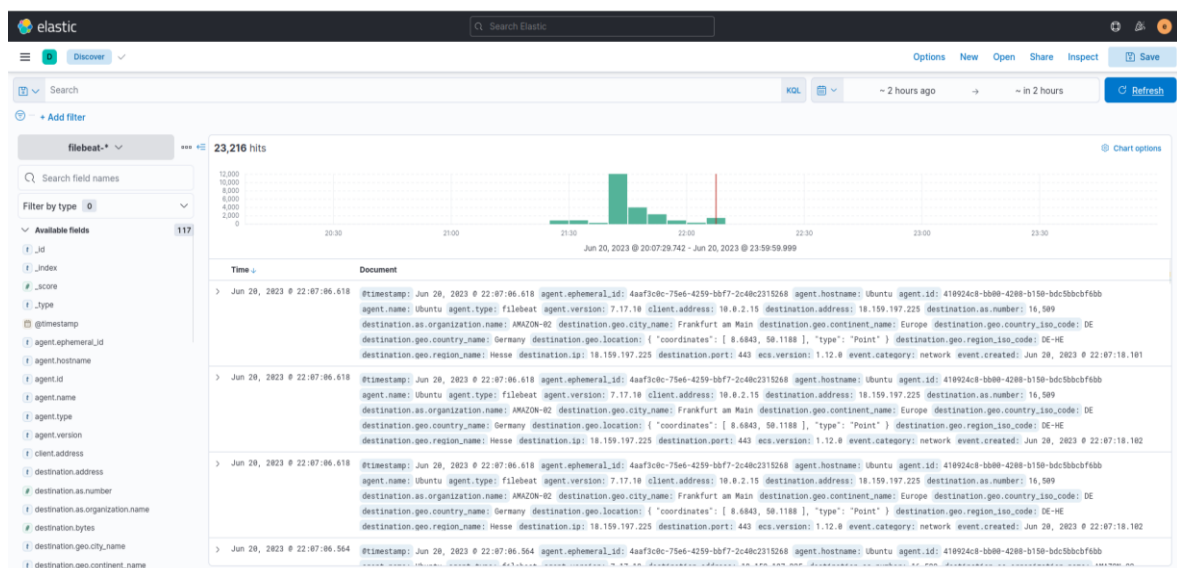 elastic
Search Elastic
e
D Discover
Options New Open Share Inspect Save
Search KQL ~ 2 hours ago → ~ in 2 hours Refresh
+ Add filter
filebeat-*
23,216 hits
Chart options
Search field names
Filter by type 0
Available fields 117
t _id
t _index
# _score
t _type
@timestamp
t agent.ephemeral_id
t agent.hostname
t agent.id
t agent.name
t agent.type
t agent.version
t client.address
t destination.address
# destination.as.number
t destination.as.organization.name
# destination.bytes
t destination.geo.city_name
t destination.geo.continent_name
12,000
10,000
8,000
6,000
4,000
2,000
0
20:30 21:00 21:30 22:00 22:30 23:00 23:30
Jun 20, 2023 @ 20:07:29.742 - Jun 20, 2023 @ 23:59:59.999
Time ↓ Document
Jun 20, 2023 @ 22:07:06.618 @timestamp: Jun 20, 2023 @ 22:07:06.618 agent.ephemeral_id: 4aaf3c0c-75e6-4259-bbf7-2c40c2315268 agent.hostname: Ubuntu agent.id: 410924c8-bb00-4208-b150-bdc5bbcbf6bb
agent.name: Ubuntu agent.type: filebeat agent.version: 7.17.10 client.address: 10.0.2.15 destination.address: 18.159.197.225 destination.as.number: 16,509
destination.as.organization.name: AMAZON-02 destination.geo.city_name: Frankfurt am Main destination.geo.continent_name: Europe destination.geo.country_iso_code: DE
destination.geo.country_name: Germany destination.geo.location: { "coordinates": [ 8.6843, 50.1188 ], "type": "Point" } destination.geo.region_iso_code: DE-HE
destination.geo.region_name: Hesse destination.ip: 18.159.197.225 destination.port: 443 ecs.version: 1.12.0 event.category: network event.created: Jun 20, 2023 @ 22:07:18.101
Jun 20, 2023 @ 22:07:06.618 @timestamp: Jun 20, 2023 @ 22:07:06.618 agent.ephemeral_id: 4aaf3c0c-75e6-4259-bbf7-2c40c2315268 agent.hostname: Ubuntu agent.id: 410924c8-bb00-4208-b150-bdc5bbcbf6bb
agent.name: Ubuntu agent.type: filebeat agent.version: 7.17.10 client.address: 10.0.2.15 destination.address: 18.159.197.225 destination.as.number: 16,509
destination.as.organization.name: AMAZON-02 destination.geo.city_name: Frankfurt am Main destination.geo.continent_name: Europe destination.geo.country_iso_code: DE
destination.geo.country_name: Germany destination.geo.location: { "coordinates": [ 8.6843, 50.1188 ], "type": "Point" } destination.geo.region_iso_code: DE-HE
destination.geo.region_name: Hesse destination.ip: 18.159.197.225 destination.port: 443 ecs.version: 1.12.0 event.category: network event.created: Jun 20, 2023 @ 22:07:18.102
Jun 20, 2023 @ 22:07:06.618 @timestamp: Jun 20, 2023 @ 22:07:06.618 agent.ephemeral_id: 4aaf3c0c-75e6-4259-bbf7-2c40c2315268 agent.hostname: Ubuntu agent.id: 410924c8-bb00-4208-b150-bdc5bbcbf6bb
agent.name: Ubuntu agent.type: filebeat agent.version: 7.17.10 client.address: 10.0.2.15 destination.address: 18.159.197.225 destination.as.number: 16,509
destination.as.organization.name: AMAZON-02 destination.geo.city_name: Frankfurt am Main destination.geo.continent_name: Europe destination.geo.country_iso_code: DE
destination.geo.country_name: Germany destination.geo.location: { "coordinates": [ 8.6843, 50.1188 ], "type": "Point" } destination.geo.region_iso_code: DE-HE
destination.geo.region_name: Hesse destination.ip: 18.159.197.225 destination.port: 443 ecs.version: 1.12.0 event.category: network event.created: Jun 20, 2023 @ 22:07:18.102
Jun 20, 2023 @ 22:07:06.564 @timestamp: Jun 20, 2023 @ 22:07:06.564 agent.ephemeral_id: 4aaf3c0c-75e6-4259-bbf7-2c40c2315268 agent.hostname: Ubuntu agent.id: 410924c8-bb00-4208-b150-bdc5bbcbf6bb